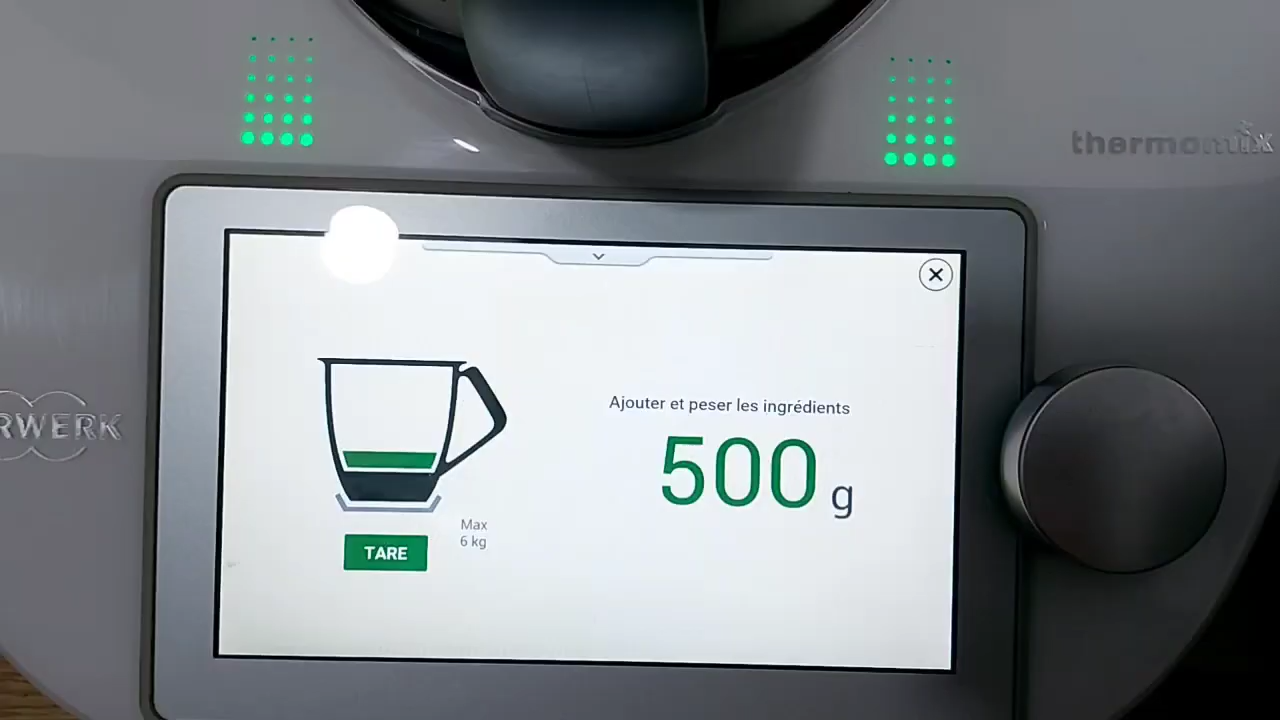 thermomix
RWERK
Ajouter et peser les ingrédients
500 g
Max
6 kg
TARE